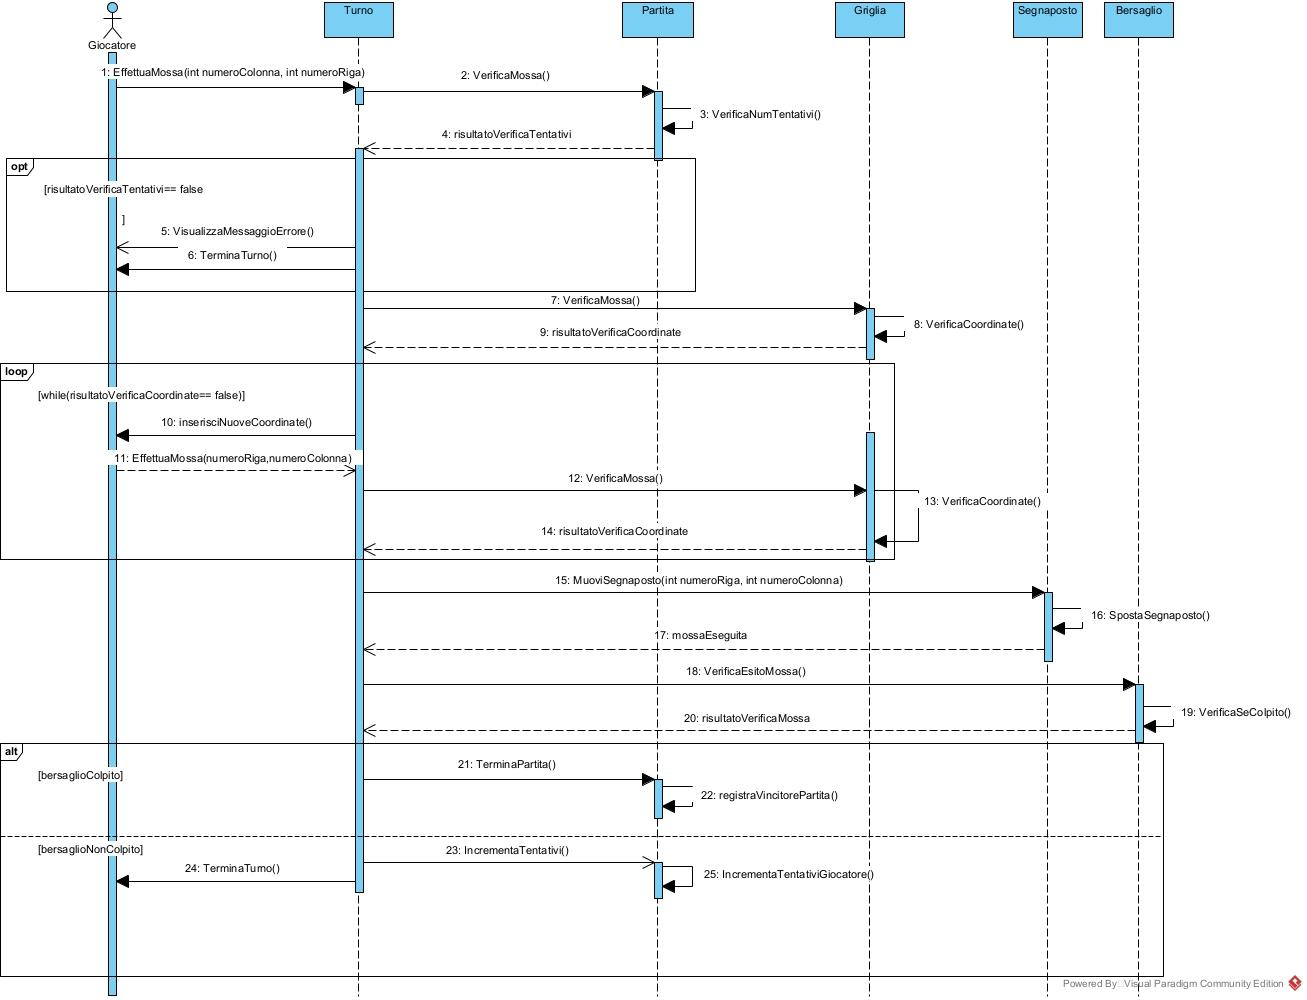 Turno
Partita
Griglia
Segnaposto
Bersaglio
Giocatore
1: EffettuaMossa(int numeroColonna, int numeroRiga)
2: VerificaMossa()
3: VerificaNumTentativi()
4: risultatoVerificaTentativi
opt
[risultatoVerificaTentativi== false
]
5: VisualizzaMessaggioErrore()
6: TerminaTurno()
7: VerificaMossa()
8: VerificaCoordinate()
9: risultatoVerificaCoordinate
loop
[while(risultatoVerificaCoordinate== false)]
10: inserisciNuoveCoordinate()
11: EffettuaMossa(numeroRiga,numeroColonna)
12: VerificaMossa()
13: VerificaCoordinate()
14: risultatoVerificaCoordinate
15: MuoviSegnaposto(int numeroRiga, int numeroColonna)
16: SpostaSegnaposto()
17: mossaEseguita
18: VerificaEsitoMossa()
19: VerificaSeColpito()
20: risultatoVerificaMossa
alt
[bersaglioColpito]
21: TerminaPartita()
22: registraVincitorePartita()
[bersaglioNonColpito]
23: IncrementaTentativi()
24: TerminaTurno()
25: IncrementaTentativiGiocatore()
Powered By Visual Paradigm Community Edition